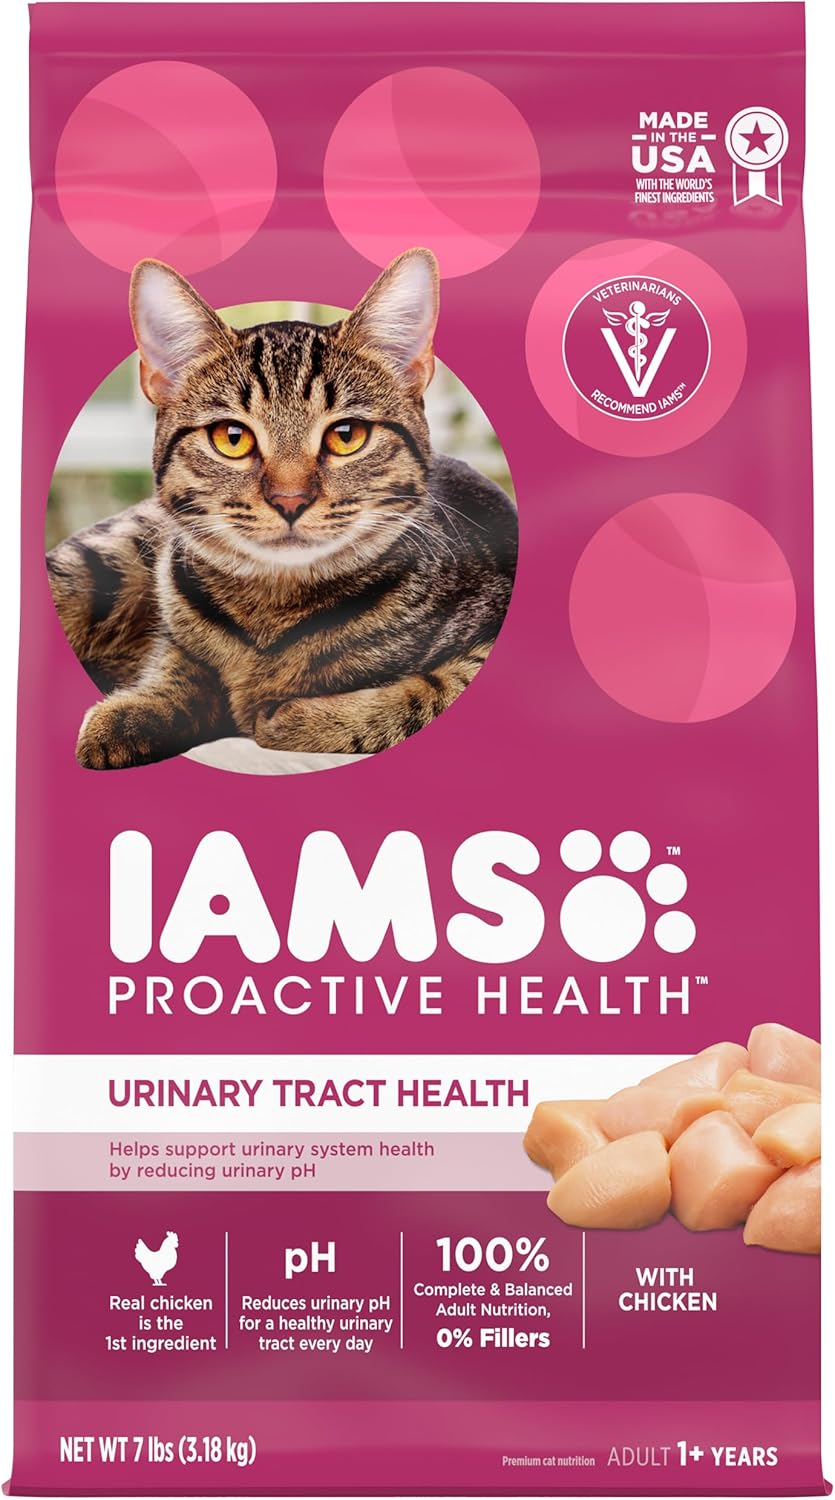 MADE
IN THE
USA
WITH THE WORLD'S
FINEST INGREDIENTS
VETERINARIANS
V
RECOMMEND IAMS™
IAMS™
PROACTIVE HEALTH™
URINARY TRACT HEALTH
Helps support urinary system health
by reducing urinary pH
Real chicken
is the
1st ingredient
pH
Reduces urinary pH
for a healthy urinary
tract every day
100%
Complete & Balanced
Adult Nutrition,
0% Fillers
WITH
CHICKEN
NET WT 7 lbs (3.18 kg)
Premium cat nutrition ADULT 1+ YEARS